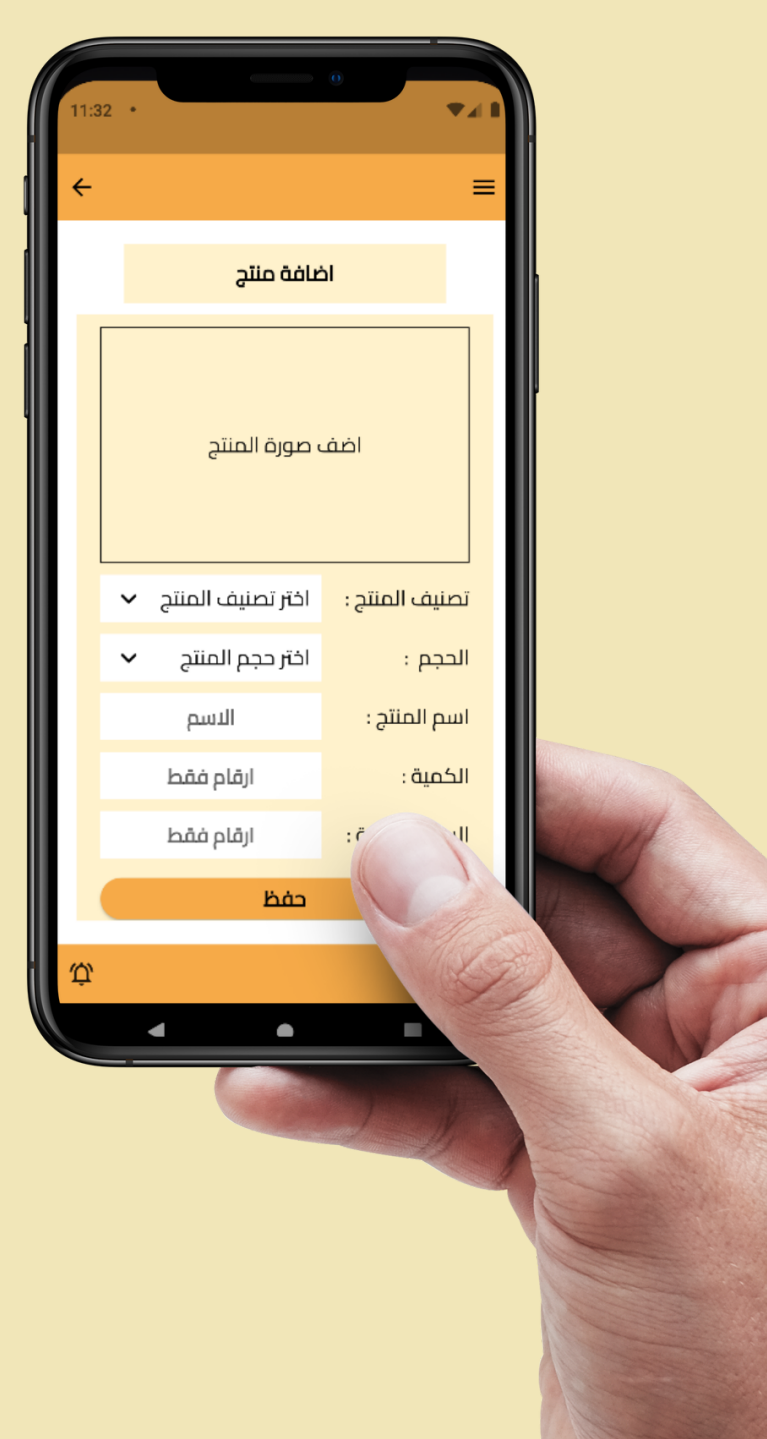 11:32
اضافة منتج
اضف صورة المنتج
تصنيف المنتج : اختر تصنيف المنتج
الحجم : اختر حجم المنتج
اسم المنتج : الاسم
الكمية : ارقام فقط
ارقام فقط
حفظ